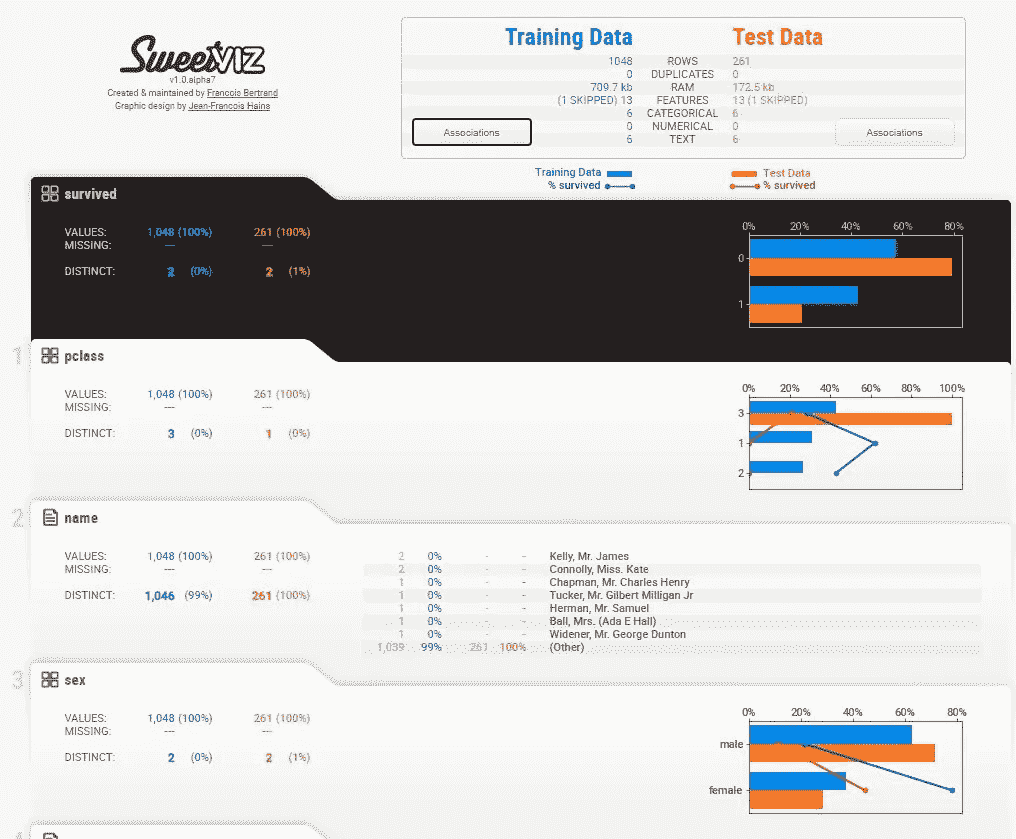 SweetVIZ
v1.0.alpha7
Created & maintained by Francois Bertrand
Graphic design by Jean-Francois Hains
Training Data Test Data
1048 ROWS 261
0 DUPLICATES 0
709.7 kb RAM 172.5 kb
(1 SKIPPED) 13 FEATURES 13 (1 SKIPPED)
6 CATEGORICAL 6
0 NUMERICAL 0
6 TEXT 6
Associations Associations
Training Data Test Data
% survived % survived
survived
VALUES: 1,048 (100%) 261 (100%)
MISSING: --- ---
DISTINCT: 2 (0%) 2 (1%)
0% 20% 40% 60% 80%
0
1
1
pclass
VALUES: 1,048 (100%) 261 (100%)
MISSING: --- ---
DISTINCT: 3 (0%) 1 (0%)
0% 20% 40% 60% 80% 100%
3
1
2
2
name
VALUES: 1,048 (100%) 261 (100%)
MISSING: --- ---
DISTINCT: 1,046 (99%) 261 (100%)
2 0% - - Kelly, Mr. James
2 0% - - Connolly, Miss. Kate
1 0% - - Chapman, Mr. Charles Henry
1 0% - - Tucker, Mr. Gilbert Milligan Jr
1 0% - - Herman, Mr. Samuel
1 0% - - Ball, Mrs. (Ada E Hall)
1 0% - - Widener, Mr. George Dunton
1,039 99% 261 100% (Other)
3
sex
VALUES: 1,048 (100%) 261 (100%)
MISSING: --- ---
DISTINCT: 2 (0%) 2 (1%)
0% 20% 40% 60% 80%
male
female